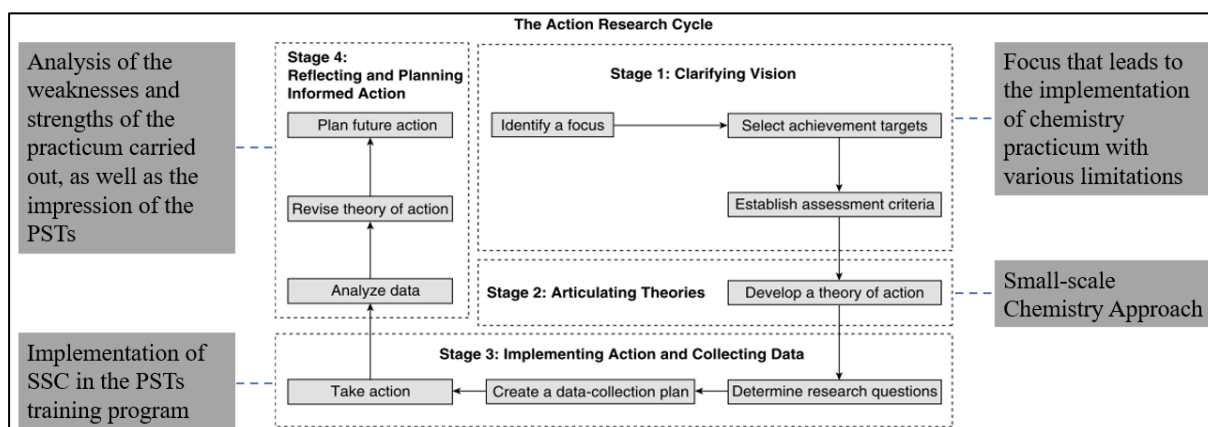 The Action Research Cycle
Analysis of the
weaknesses and
strengths of the
practicum carried
out, as well as the
impression of the
PSTs
Stage 4:
Reflecting and Planning
Informed Action
Plan future action
Revise theory of action
Analyze data
Stage 1: Clarifying Vision
Identify a focus
Select achievement targets
Establish assessment criteria
Focus that leads to
the implementation
of chemistry
practicum with
various limitations
Stage 2: Articulating Theories
Develop a theory of action
Small-scale
Chemistry Approach
Implementation of
SSC in the PSTs
training program
Stage 3: Implementing Action and Collecting Data
Take action
Create a data-collection plan
Determine research questions